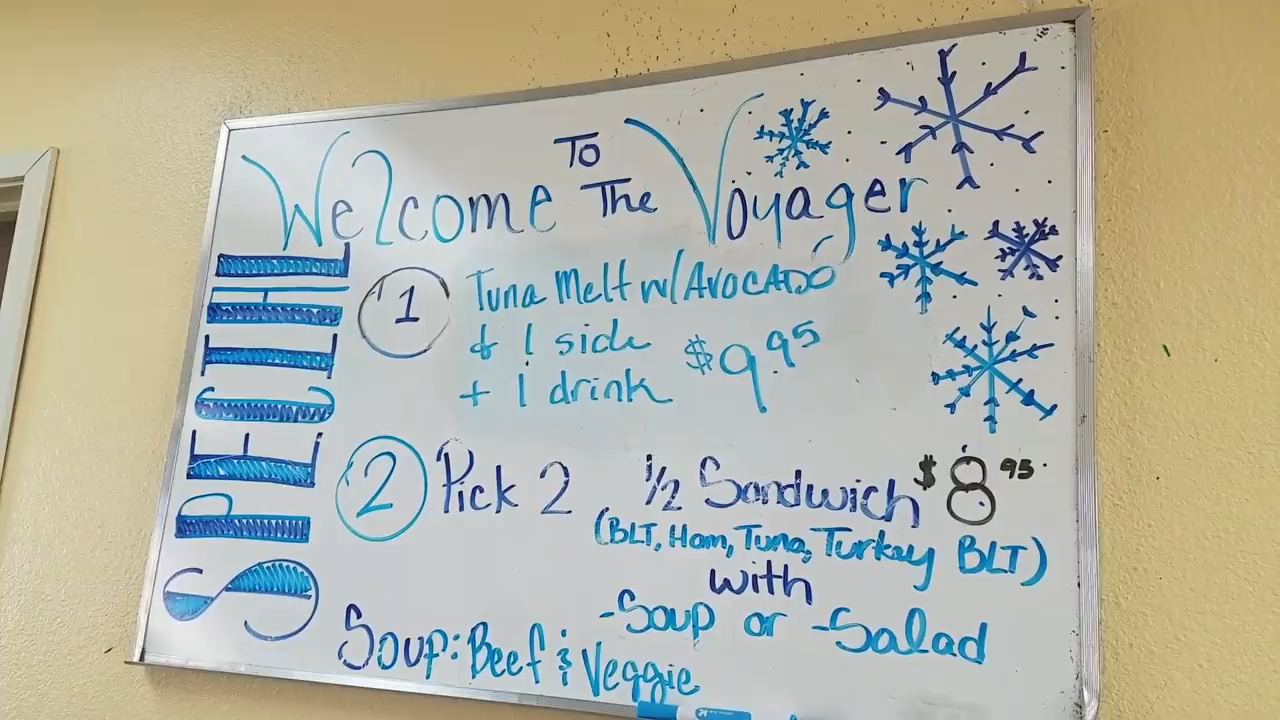 Welcome To The Voyager
SPECIAL
1 Tuna Melt w/ AVOCADO
& 1 side $9.95
+ 1 drink
2 Pick 2 1/2 Sandwich $8.95
(BLT, Ham, Tuna, Turkey BLT)
with
-Soup or -Salad
Soup: Beef & Veggie